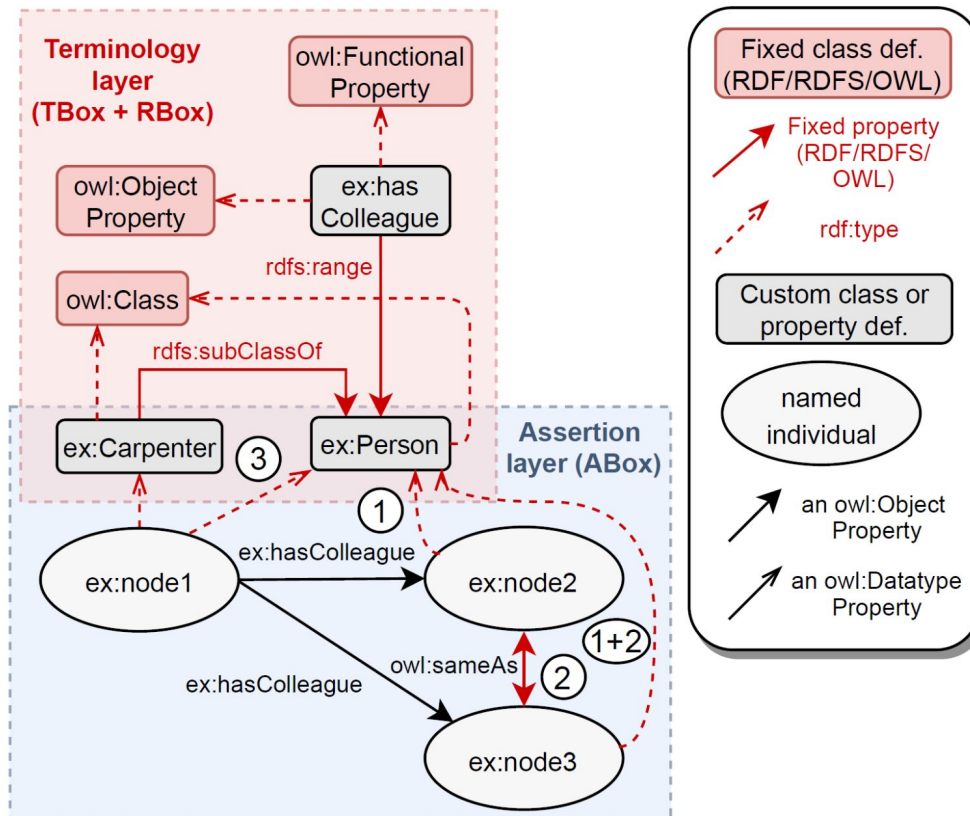 Terminology
layer
(TBox + RBox)
owl:Functional
Property
owl:Object
Property
ex:has
Colleague
rdfs:range
owl:Class
rdfs:subClassOf
ex:Carpenter
3
ex:Person
Assertion
layer (ABox)
1
ex:hasColleague
ex:node1
ex:node2
1+2
owl:sameAs
2
ex:hasColleague
ex:node3
Fixed class def.
(RDF/RDFS/OWL)
Fixed property
(RDF/RDFS/
OWL)
rdf:type
Custom class or
property def.
named
individual
an owl:Object
Property
an owl:Datatype
Property